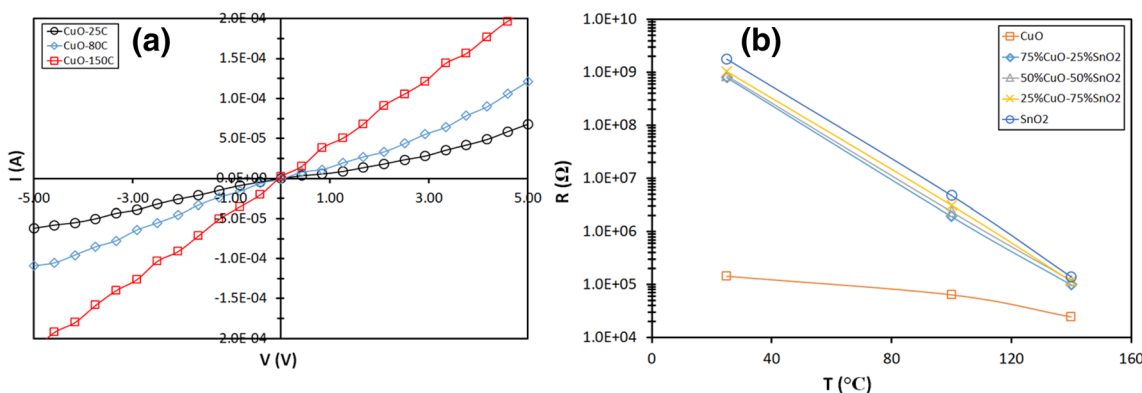 (a)
CuO-25C
CuO-80C
CuO-150C
2.0E-04
1.5E-04
1.0E-04
5.0E-05
0.0E+00
-5.0E-05
-1.0E-04
-1.5E-04
2.0E-04
-5.00
-3.00
-1.00
1.00
3.00
5.00
I (A)
V (V)
(b)
CuO
75%CuO-25%SnO2
50%CuO-50%SnO2
25%CuO-75%SnO2
SnO2
1.0E+10
1.0E+09
1.0E+08
1.0E+07
1.0E+06
1.0E+05
1.0E+04
R (Ω)
0
40
80
120
160
T (°C)